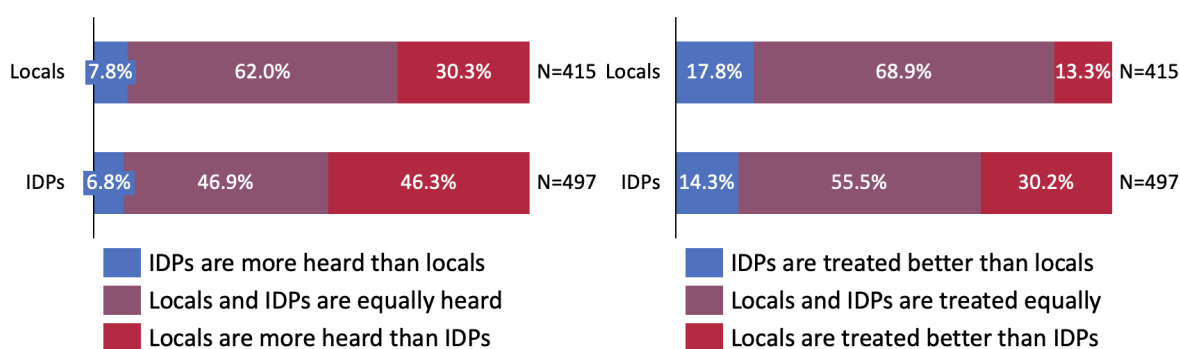 Locals 7.8% 62.0% 30.3% N=415
IDPs 6.8% 46.9% 46.3% N=497
IDPs are more heard than locals
Locals and IDPs are equally heard
Locals are more heard than IDPs
Locals 17.8% 68.9% 13.3% N=415
IDPs 14.3% 55.5% 30.2% N=497
IDPs are treated better than locals
Locals and IDPs are treated equally
Locals are treated better than IDPs